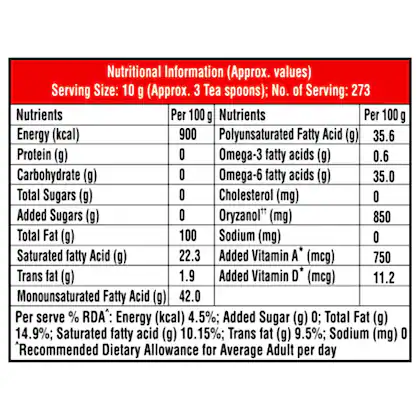 Nutritional Information (Approx. values)
Serving Size: 10 g (Approx. 3 Tea spoons); No. of Serving: 273
Nutrients Per 100 g Nutrients Per 100 g
Energy (kcal) 900 Polyunsaturated Fatty Acid (g) 35.6
Protein (g) 0 Omega-3 fatty acids (g) 0.6
Carbohydrate (g) 0 Omega-6 fatty acids (g) 35.0
Total Sugars (g) 0 Cholesterol (mg) 0
Added Sugars (g) 0 Oryzanol†† (mg) 850
Total Fat (g) 100 Sodium (mg) 0
Saturated fatty Acid (g) 22.3 Added Vitamin A* (mcg) 750
Trans fat (g) 1.9 Added Vitamin D* (mcg) 11.2
Monounsaturated Fatty Acid (g) 42.0
Per serve % RDA^: Energy (kcal) 4.5%; Added Sugar (g) 0; Total Fat (g)
14.9%; Saturated fatty acid (g) 10.15%; Trans fat (g) 9.5%; Sodium (mg) 0
^Recommended Dietary Allowance for Average Adult per day